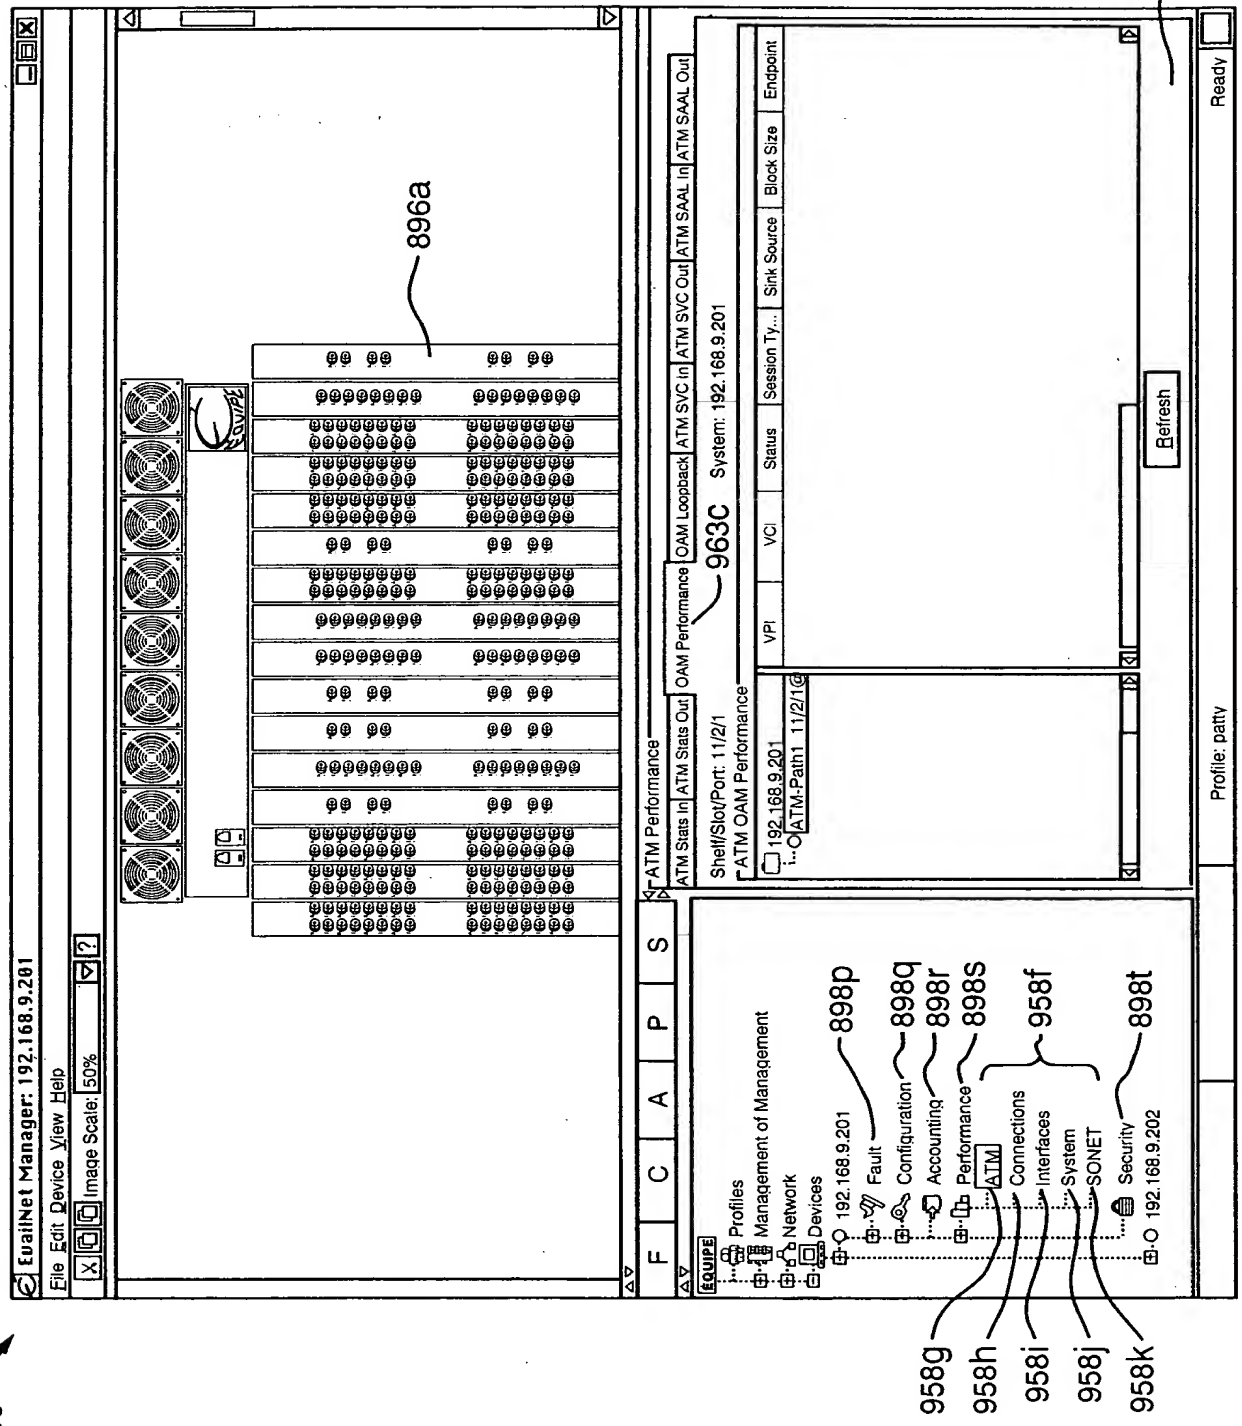 EvailNet Manager: 192.168.9.201
File Edit Device View Help
Image Scale: 50% ?
EQUIPE
896a
F C A P S
EQUIPE
Profiles
Management of Management
Network
Devices
192.168.9.201
Fault 898p
Configuration 898q
Accounting 898r
Performance 898s
958g ATM
958h Connections
958i Interfaces 958f
958j System
958k SONET
Security 898t
192.168.9.202
ATM Performance
ATM Stats In ATM Stats Out OAM Performance OAM Loopback ATM SVC In ATM SVC Out ATM SAAL In ATM SAAL Out
Shelf/Slot/Port: 11/2/1 963C System: 192.168.9.201
ATM OAM Performance
192.168.9.201
ATM-Path1 11/2/1@
VPI VCI Status Session Ty... Sink Source Block Size Endpoint
Refresh
Profile: patty Ready